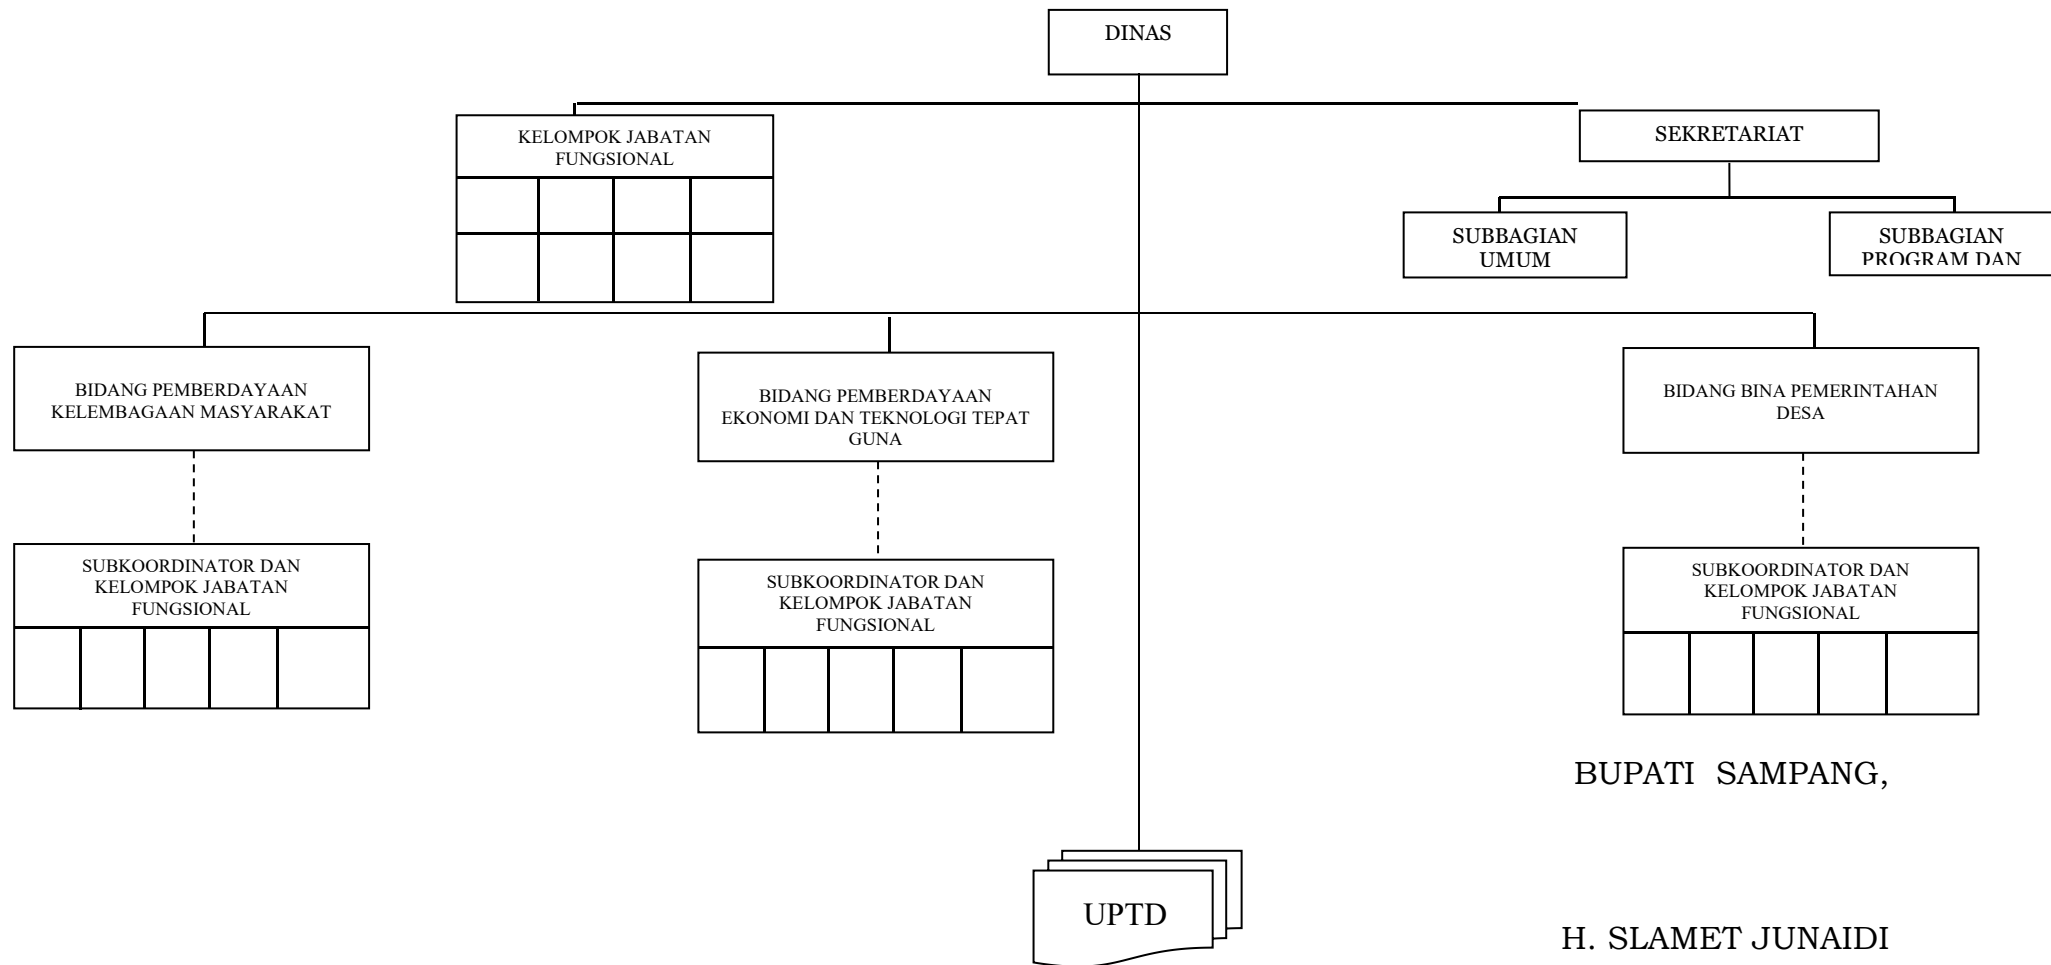 DINAS
KELOMPOK JABATAN
FUNGSIONAL
SEKRETARIAT
SUBBAGIAN
UMUM
SUBBAGIAN
PROGRAM DAN
BIDANG PEMBERDAYAAN
KELEMBAGAAN MASYARAKAT
BIDANG PEMBERDAYAAN
EKONOMI DAN TEKNOLOGI TEPAT
GUNA
BIDANG BINA PEMERINTAHAN
DESA
SUBKOORDINATOR DAN
KELOMPOK JABATAN
FUNGSIONAL
SUBKOORDINATOR DAN
KELOMPOK JABATAN
FUNGSIONAL
SUBKOORDINATOR DAN
KELOMPOK JABATAN
FUNGSIONAL
BUPATI SAMPANG,
UPTD
H. SLAMET JUNAIDI